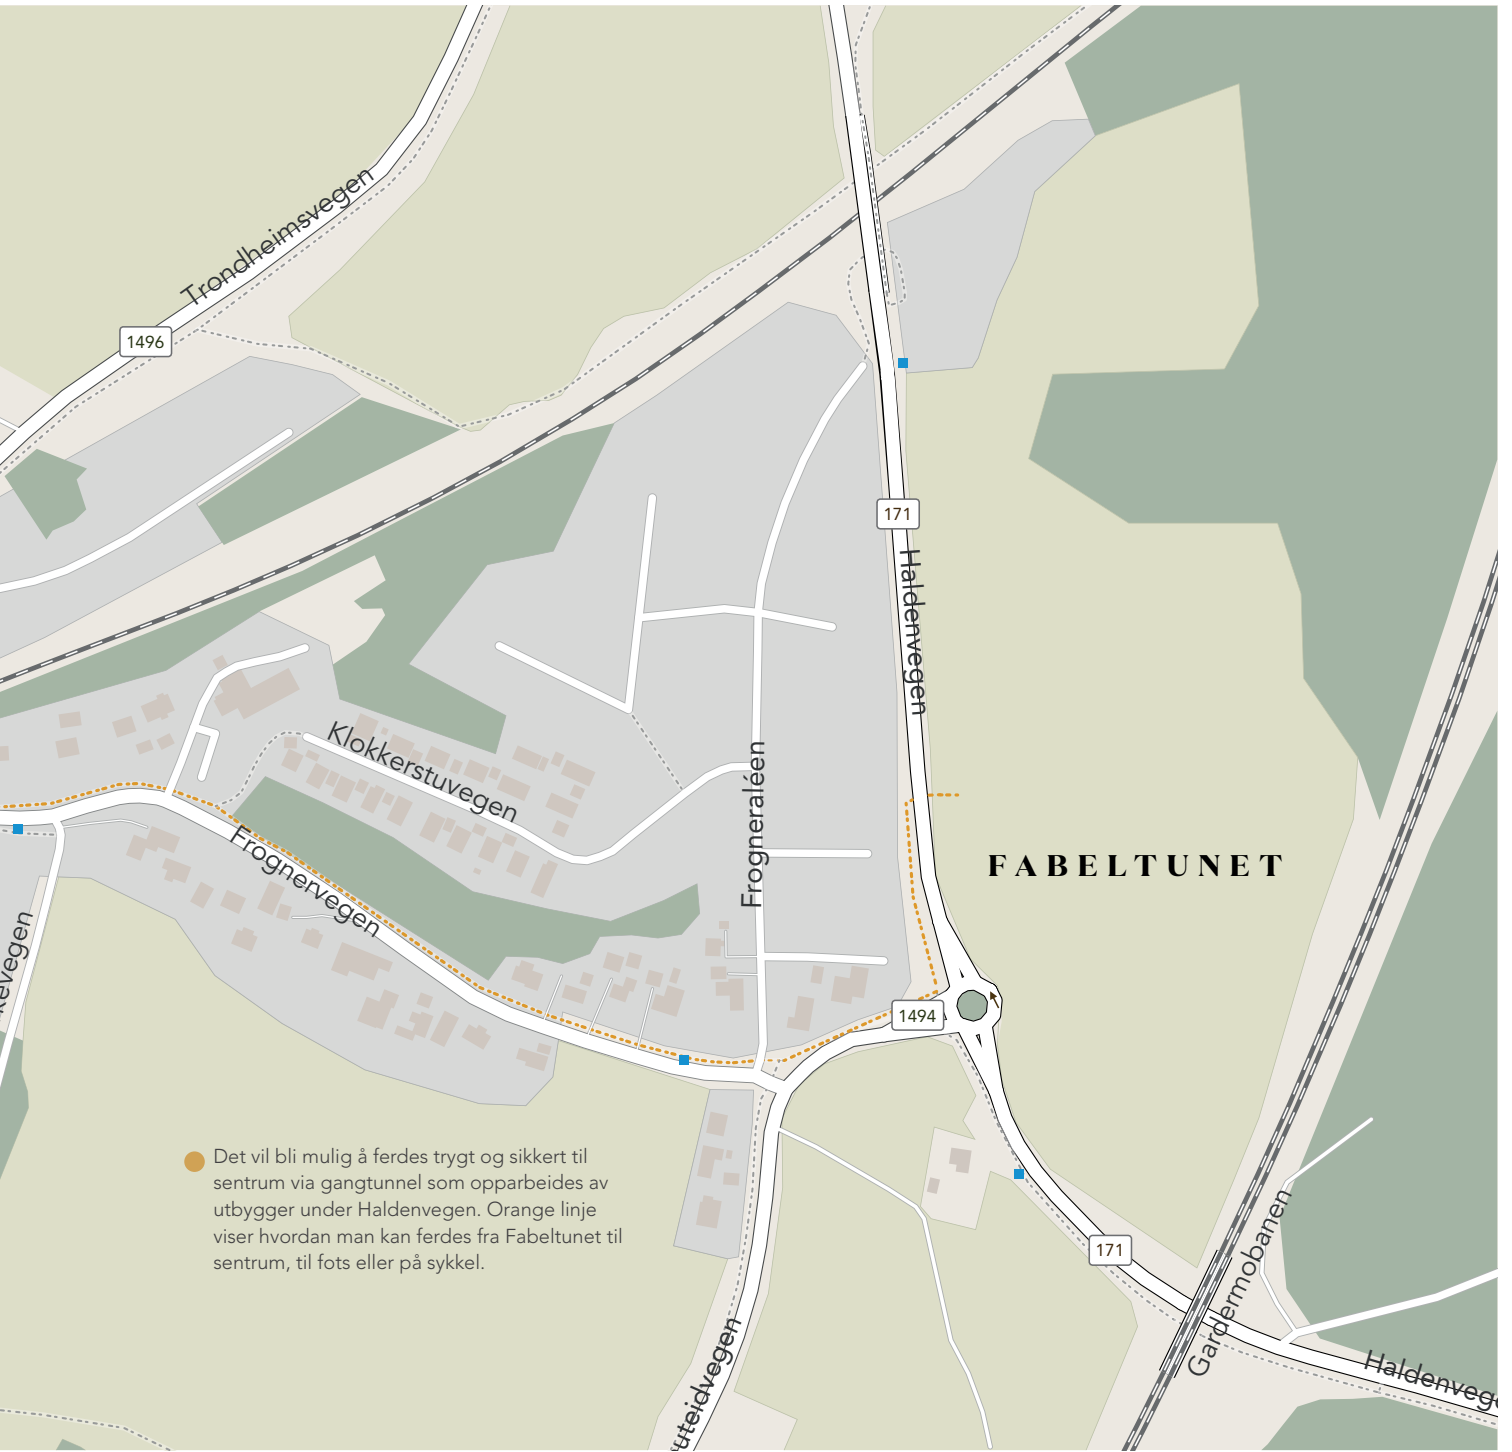 Trondheimsvegen
1496
171
Haldenvegen
Klokkerstuvegen
Frogneraléen
Frognervegen
FABELTUNET
1494
Det vil bli mulig å ferdes trygt og sikkert til
sentrum via gangtunnel som opparbeides av
utbygger under Haldenvegen. Orange linje
viser hvordan man kan ferdes fra Fabeltunet til
sentrum, til fots eller på sykkel.
171
Gardermobanen